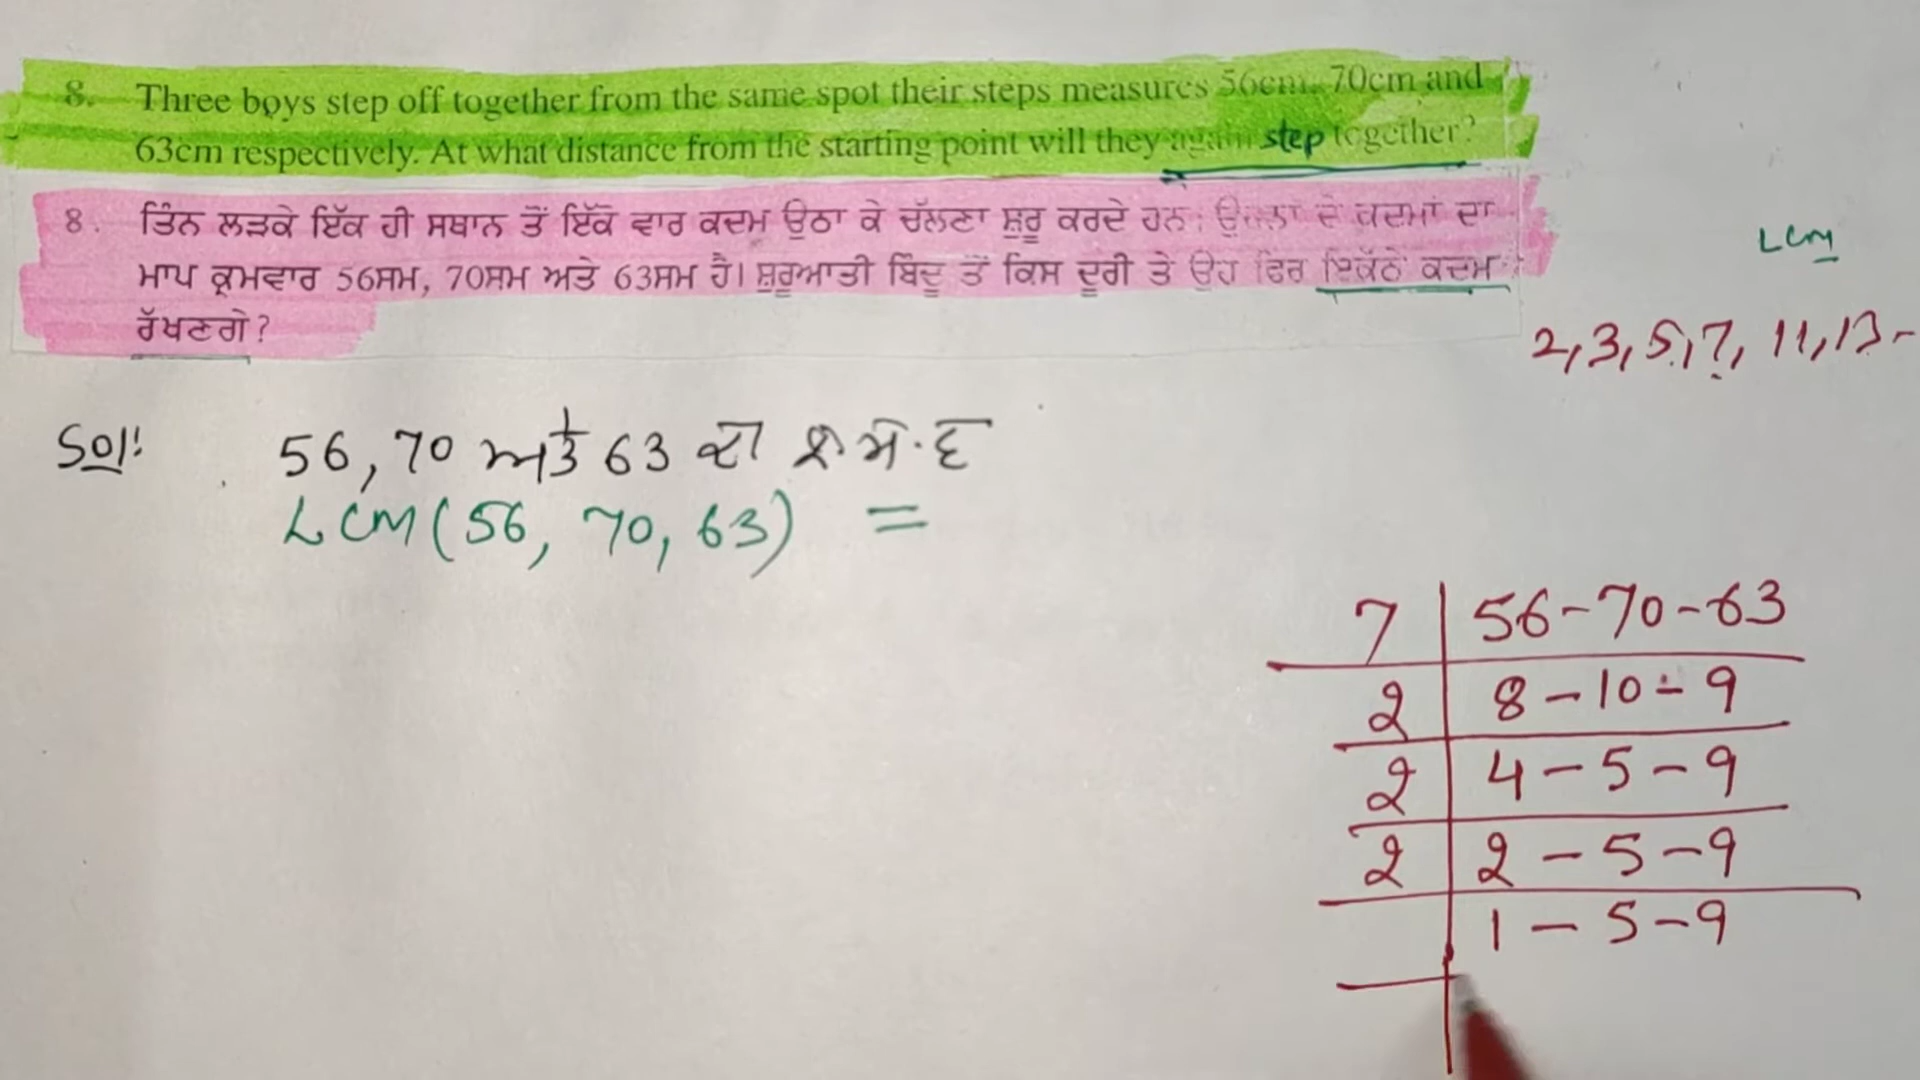 8. Three boys step off together from the same spot their steps measures 56cm, 70cm and
63cm respectively. At what distance from the starting point will they again step together?
8. ਤਿੰਨ ਲੜਕੇ ਇੱਕ ਹੀ ਸਥਾਨ ਤੋਂ ਇੱਕੋ ਵਾਰ ਕਦਮ ਉਠਾ ਕੇ ਚੱਲਣਾ ਸ਼ੁਰੂ ਕਰਦੇ ਹਨ। ਉਹਨਾਂ ਦੇ ਕਦਮਾਂ ਦਾ
ਮਾਪ ਕ੍ਰਮਵਾਰ 56ਸਮ, 70ਸਮ ਅਤੇ 63ਸਮ ਹੈ। ਸ਼ੁਰੂਆਤੀ ਬਿੰਦੂ ਤੋਂ ਕਿਸ ਦੂਰੀ ਤੇ ਉਹ ਫਿਰ ਇਕੱਠੇ ਕਦਮ
ਰੱਖਣਗੇ?
LCM
2,3,5,7, 11,13-
Sol:
56,70 ਅਤੇ 63 ਦਾ ਲ.ਸ.ਵ
LCM(56, 70, 63) =
7 56-70-63
2 8-10-9
2 4-5-9
2 2-5-9
1-5-9